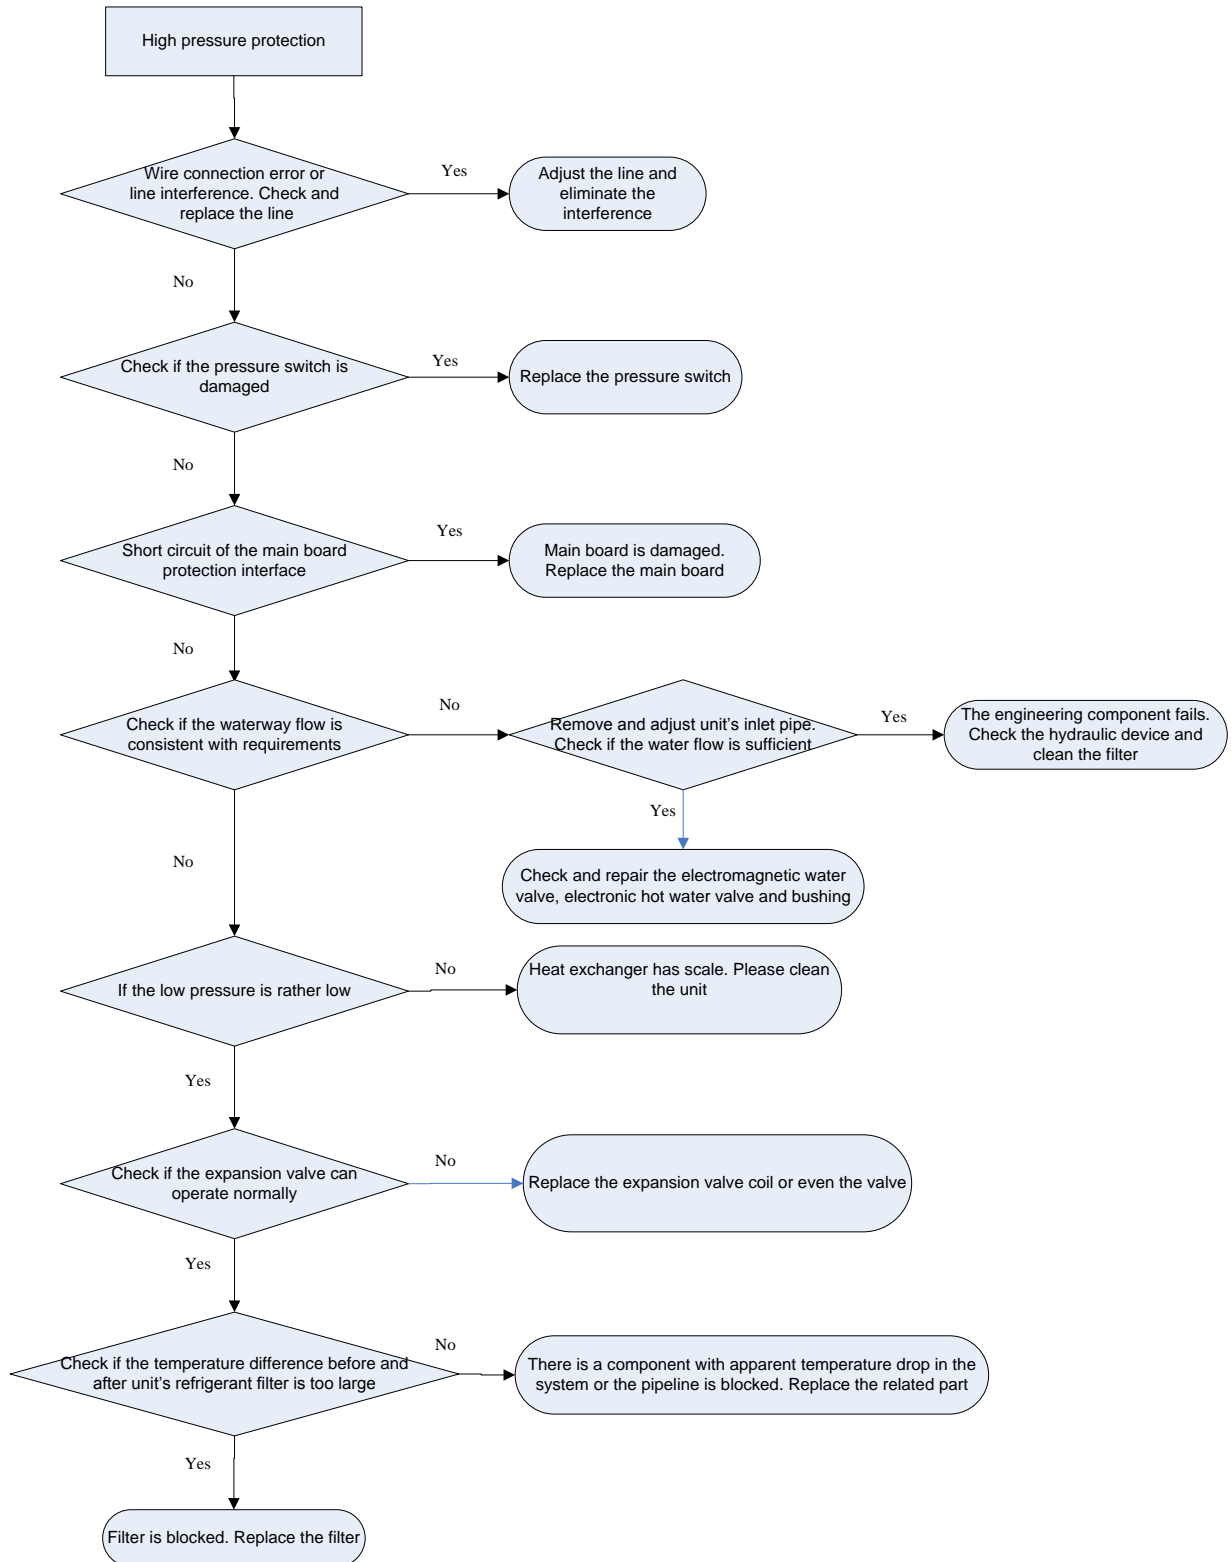 High pressure protection
Wire connection error or
line interference. Check and
replace the line
Yes
Adjust the line and
eliminate the
interference
No
Check if the pressure switch is
damaged
Yes
Replace the pressure switch
No
Short circuit of the main board
protection interface
Yes
Main board is damaged.
Replace the main board
No
Check if the waterway flow is
consistent with requirements
No
Remove and adjust unit's inlet pipe.
Check if the water flow is sufficient
Yes
The engineering component fails.
Check the hydraulic device and
clean the filter
Yes
Check and repair the electromagnetic water
valve, electronic hot water valve and bushing
No
If the low pressure is rather low
No
Heat exchanger has scale. Please clean
the unit
Yes
Check if the expansion valve can
operate normally
No
Replace the expansion valve coil or even the valve
Yes
Check if the temperature difference before and
after unit's refrigerant filter is too large
No
There is a component with apparent temperature drop in the
system or the pipeline is blocked. Replace the related part
Yes
Filter is blocked. Replace the filter